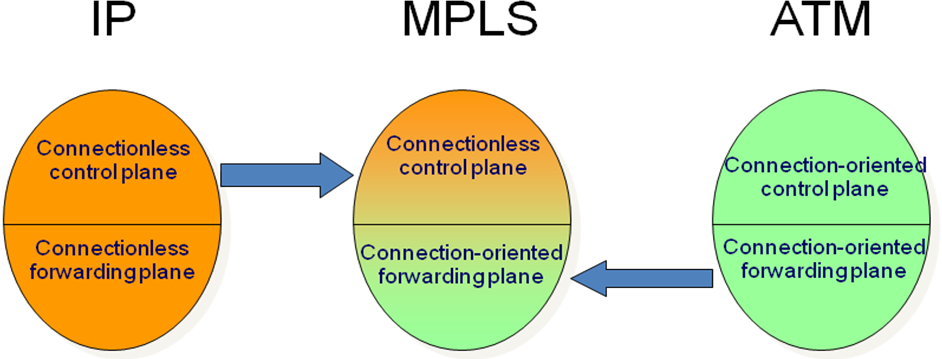 IP
MPLS
ATM
Connectionless
control plane
Connectionless
forwarding plane
Connectionless
control plane
Connection-oriented
forwarding plane
Connection-oriented
control plane
Connection-oriented
forwarding plane